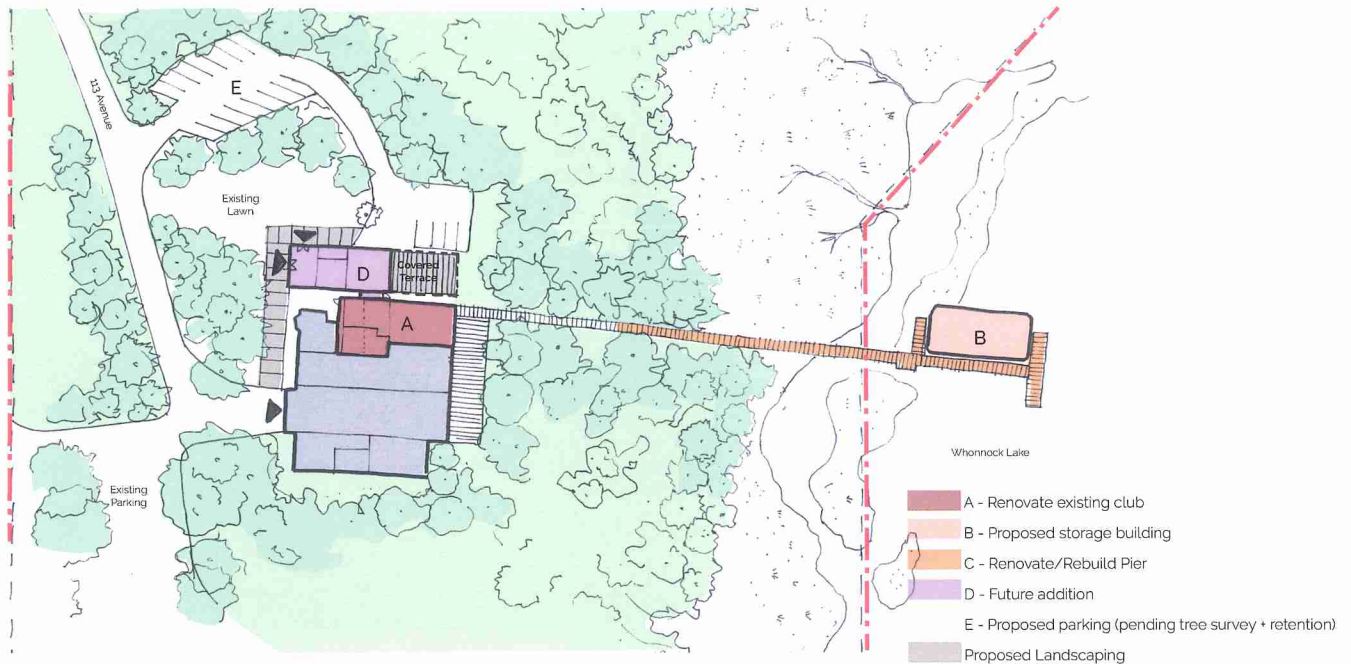 113 Avenue
E
Existing
Lawn
D
Covered
Terrace
A
B
Existing
Parking
Whonnock Lake
A - Renovate existing club
B - Proposed storage building
C - Renovate/Rebuild Pier
D - Future addition
E - Proposed parking (pending tree survey + retention)
Proposed Landscaping